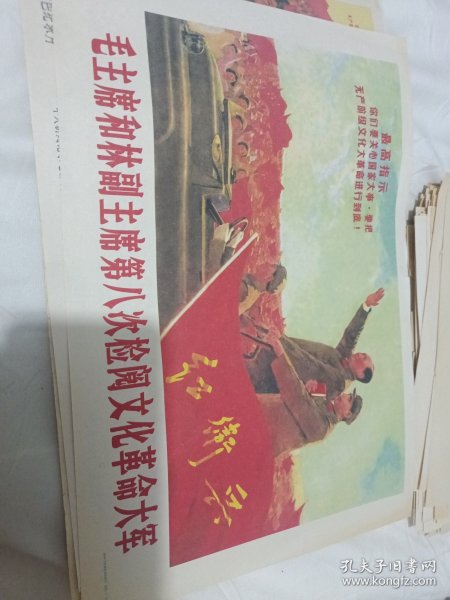 最高指示
你们要关心国家大事，要把
无产阶级文化大革命进行到底！
红卫兵
毛主席和林副主席第八次检阅文化革命大军
孔夫子旧书网
www.kongfz.com